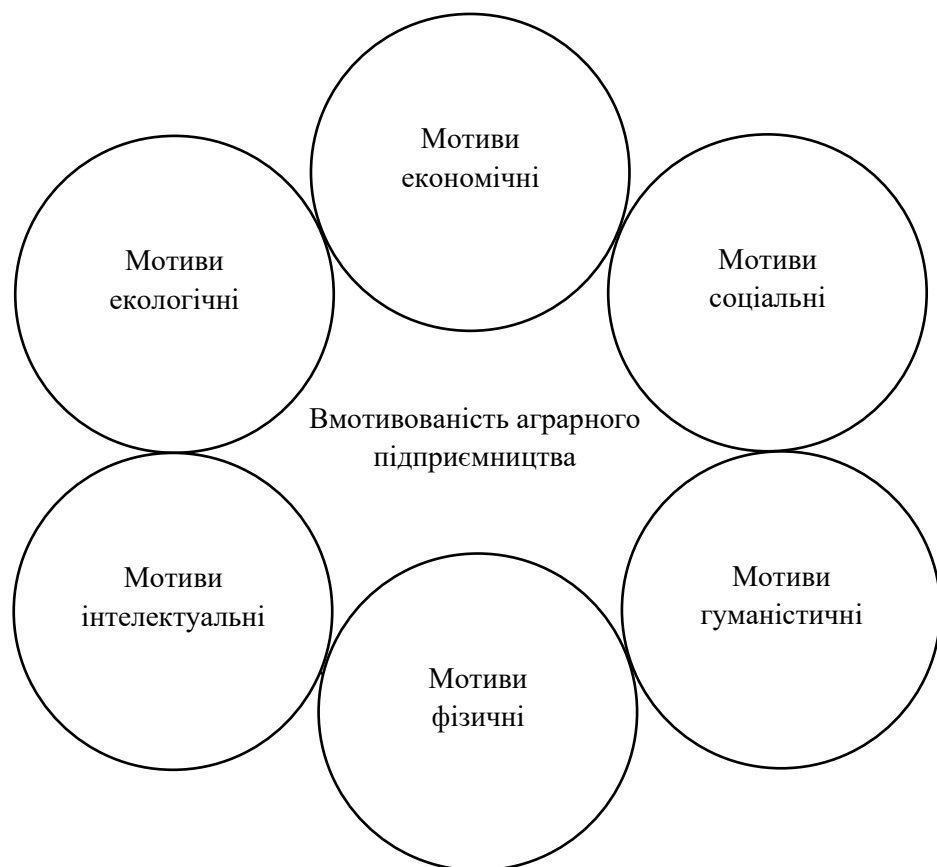 Мотиви
економічні
Мотиви
екологічні
Мотиви
соціальні
Вмотивованість аграрного
підприємництва
Мотиви
інтелектуальні
Мотиви
гуманістичні
Мотиви
фізичні